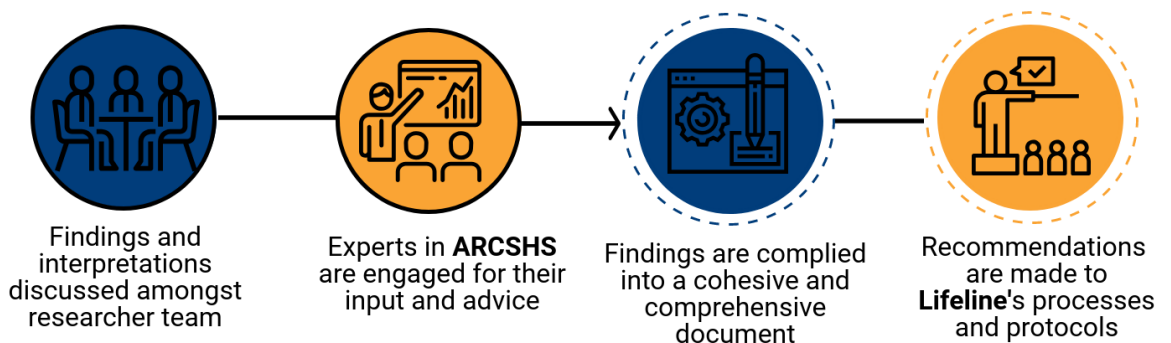 Findings and
interpretations
discussed amongst
researcher team
Experts in ARCSHS
are engaged for their
input and advice
Findings are complied
into a cohesive and
comprehensive
document
Recommendations
are made to
Lifeline's processes
and protocols